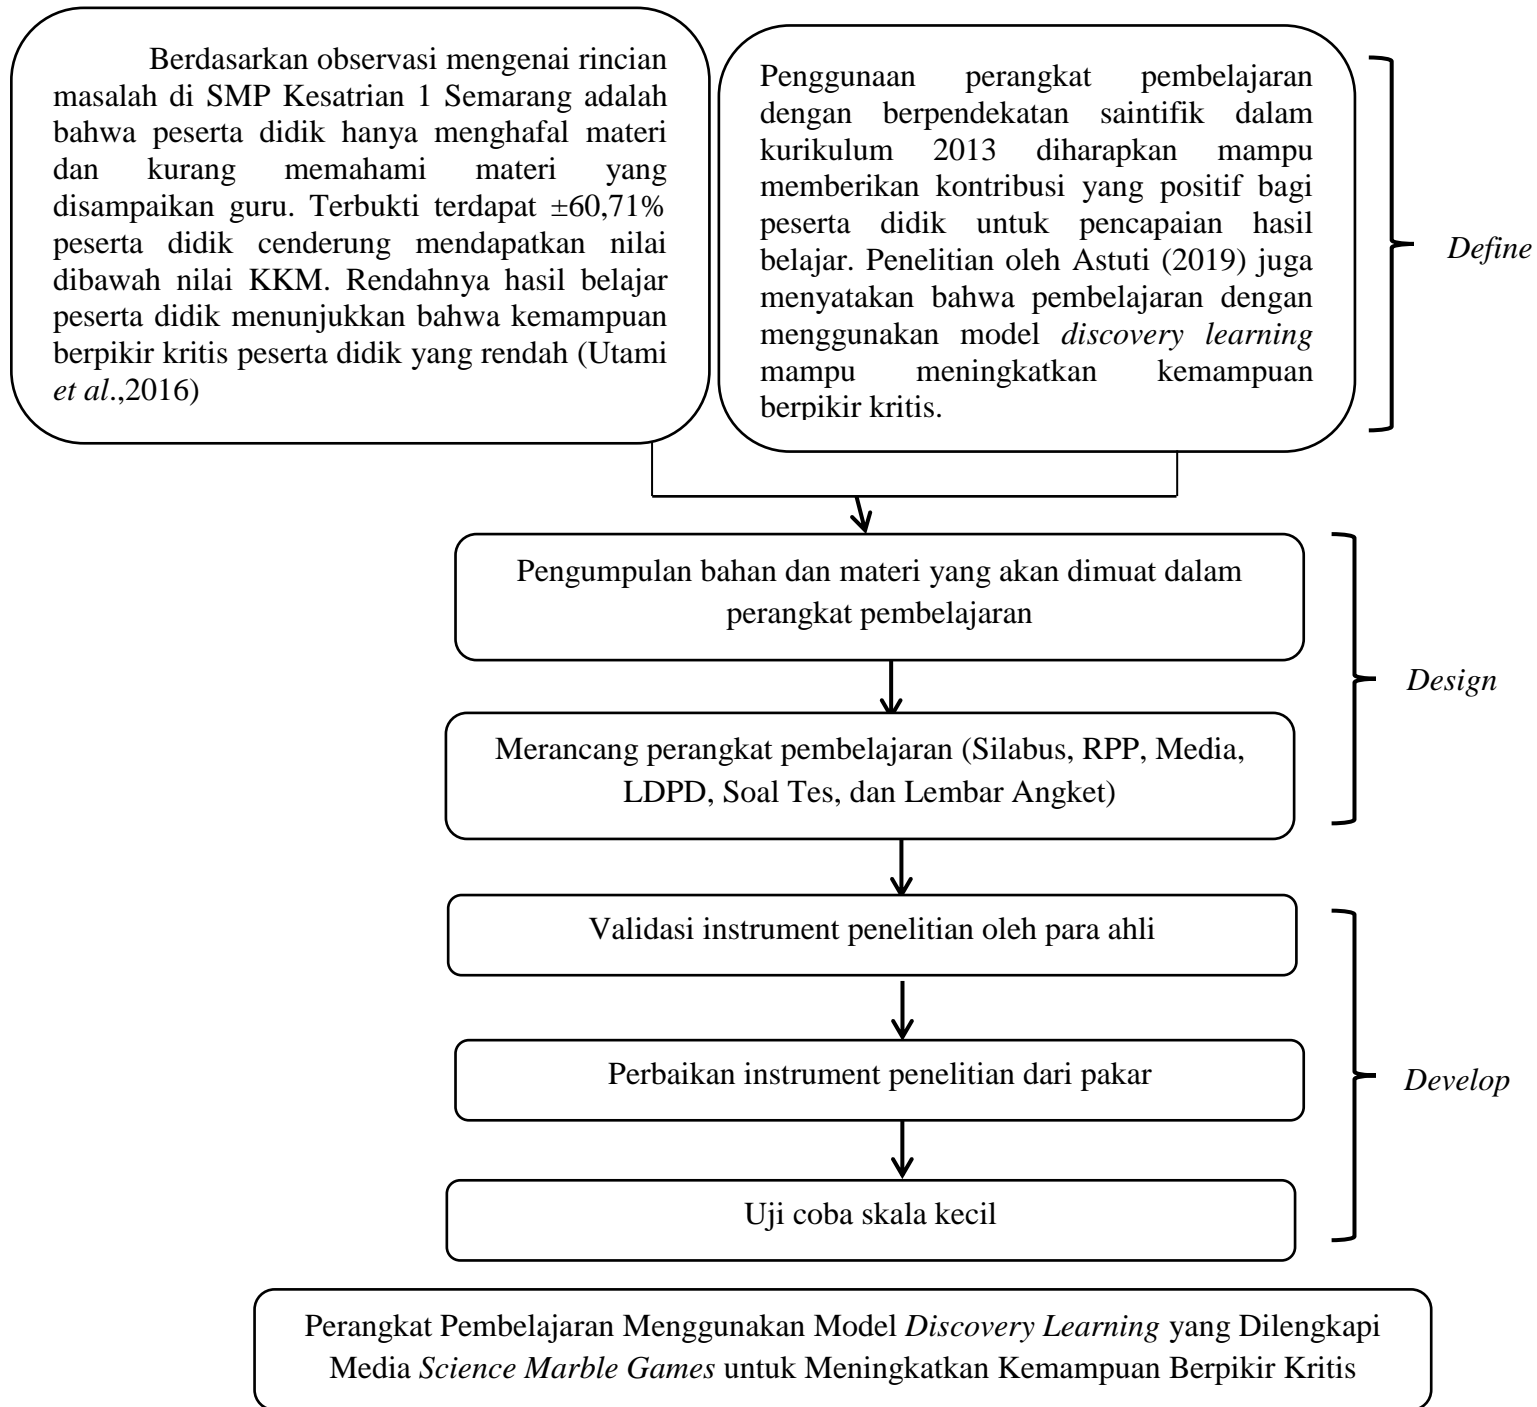 Berdasarkan observasi mengenai rincian
masalah di SMP Kesatrian 1 Semarang adalah
bahwa peserta didik hanya menghafal materi
dan kurang memahami materi yang
disampaikan guru. Terbukti terdapat ±60,71%
peserta didik cenderung mendapatkan nilai
dibawah nilai KKM. Rendahnya hasil belajar
peserta didik menunjukkan bahwa kemampuan
berpikir kritis peserta didik yang rendah (Utami
et al.,2016)
Penggunaan perangkat pembelajaran
dengan berpendekatan saintifik dalam
kurikulum 2013 diharapkan mampu
memberikan kontribusi yang positif bagi
peserta didik untuk pencapaian hasil
belajar. Penelitian oleh Astuti (2019) juga
menyatakan bahwa pembelajaran dengan
menggunakan model discovery learning
mampu meningkatkan kemampuan
berpikir kritis.
Define
Pengumpulan bahan dan materi yang akan dimuat dalam
perangkat pembelajaran
Merancang perangkat pembelajaran (Silabus, RPP, Media,
LDPD, Soal Tes, dan Lembar Angket)
Design
Validasi instrument penelitian oleh para ahli
Perbaikan instrument penelitian dari pakar
Uji coba skala kecil
Develop
Perangkat Pembelajaran Menggunakan Model Discovery Learning yang Dilengkapi
Media Science Marble Games untuk Meningkatkan Kemampuan Berpikir Kritis